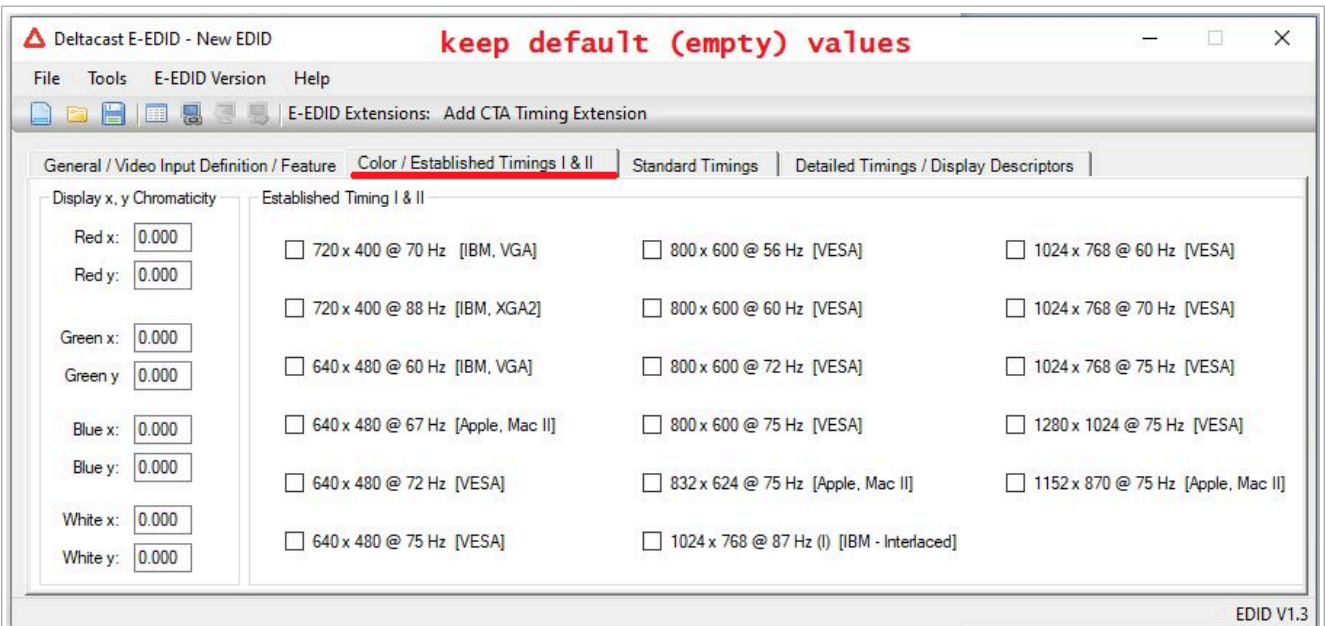 Deltacast E-EDID - New EDID
keep default (empty) values
File Tools E-EDID Version Help
E-EDID Extensions: Add CTA Timing Extension
General / Video Input Definition / Feature Color / Established Timings I & II Standard Timings Detailed Timings / Display Descriptors
Display x, y Chromaticity
Red x: 0.000
Red y: 0.000
Green x: 0.000
Green y 0.000
Blue x: 0.000
Blue y: 0.000
White x: 0.000
White y: 0.000
Established Timing I & II
720 x 400 @ 70 Hz [IBM, VGA]
720 x 400 @ 88 Hz [IBM, XGA2]
640 x 480 @ 60 Hz [IBM, VGA]
640 x 480 @ 67 Hz [Apple, Mac II]
640 x 480 @ 72 Hz [VESA]
640 x 480 @ 75 Hz [VESA]
800 x 600 @ 56 Hz [VESA]
800 x 600 @ 60 Hz [VESA]
800 x 600 @ 72 Hz [VESA]
800 x 600 @ 75 Hz [VESA]
832 x 624 @ 75 Hz [Apple, Mac II]
1024 x 768 @ 87 Hz (I) [IBM - Interlaced]
1024 x 768 @ 60 Hz [VESA]
1024 x 768 @ 70 Hz [VESA]
1024 x 768 @ 75 Hz [VESA]
1280 x 1024 @ 75 Hz [VESA]
1152 x 870 @ 75 Hz [Apple, Mac II]
EDID V1.3